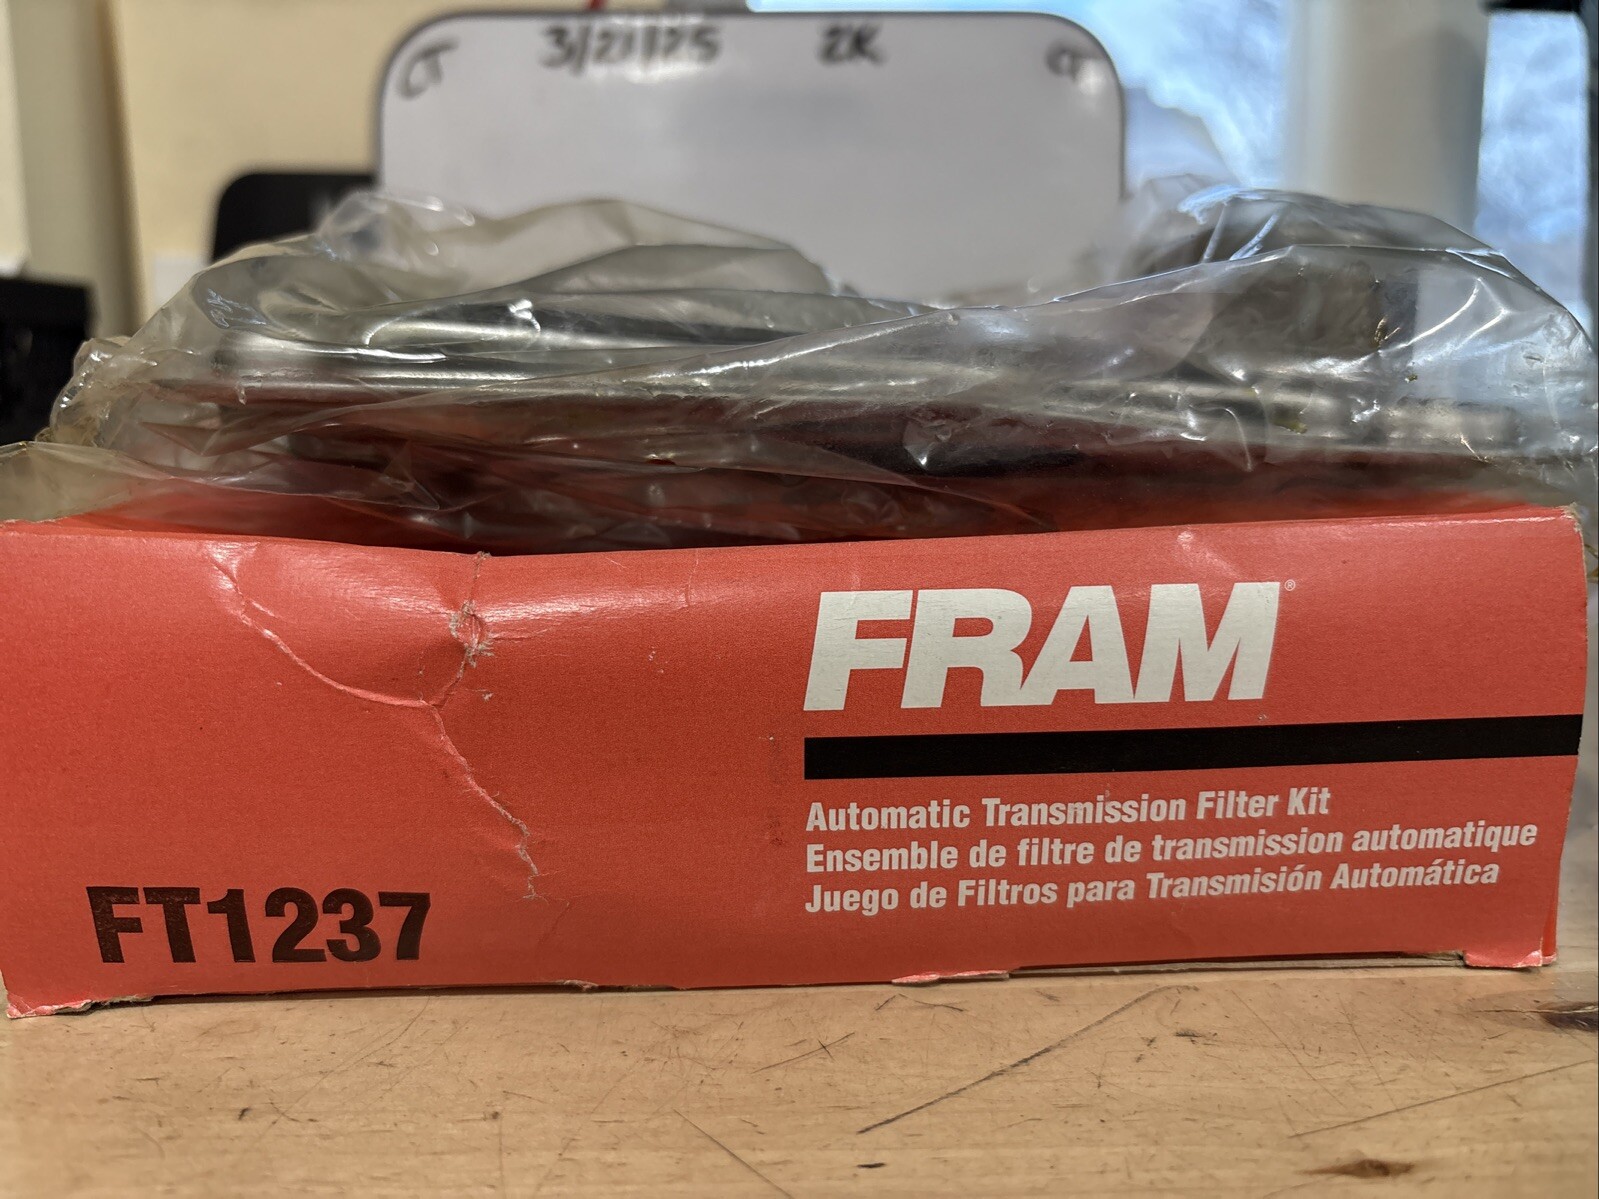 CT 3/21/25 2K CT
FRAM®
Automatic Transmission Filter Kit
Ensemble de filtre de transmission automatique
Juego de Filtros para Transmisión Automática
FT1237